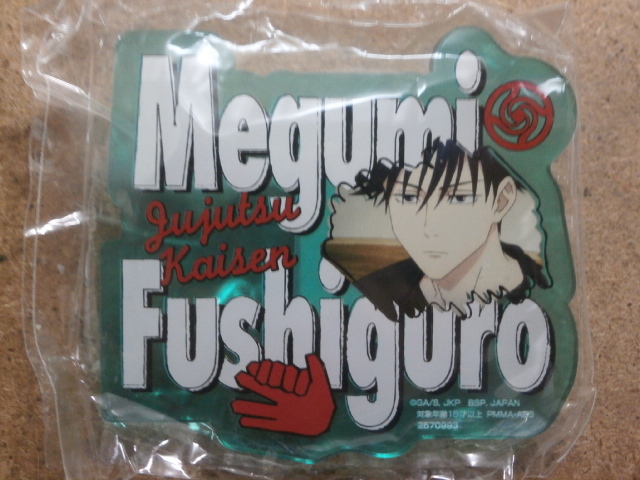 Megumi
Jujutsu
Kaisen
Fushiguro
©GA/S, JKP BSP, JAPAN
対象年齢15才以上 PMMA・ABS
2670993